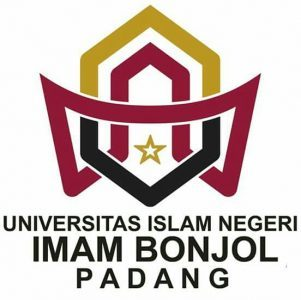 UNIVERSITAS ISLAM NEGERI
IMAM BONJOL
PADANG